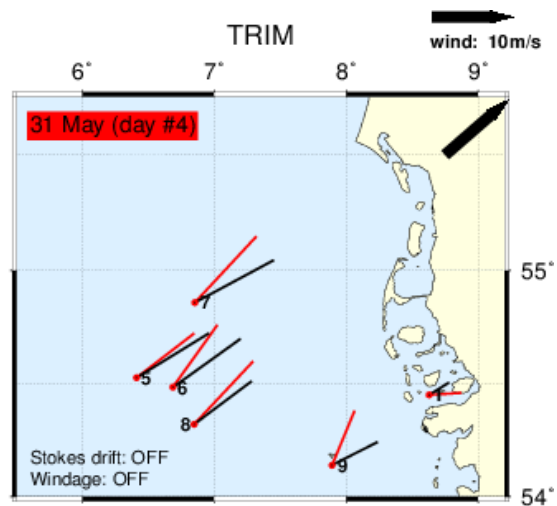 TRIM
wind: 10m/s
6° 7° 8° 9°
31 May (day #4)
55°
7
5
6
1
8
9
Stokes drift: OFF
Windage: OFF
54°